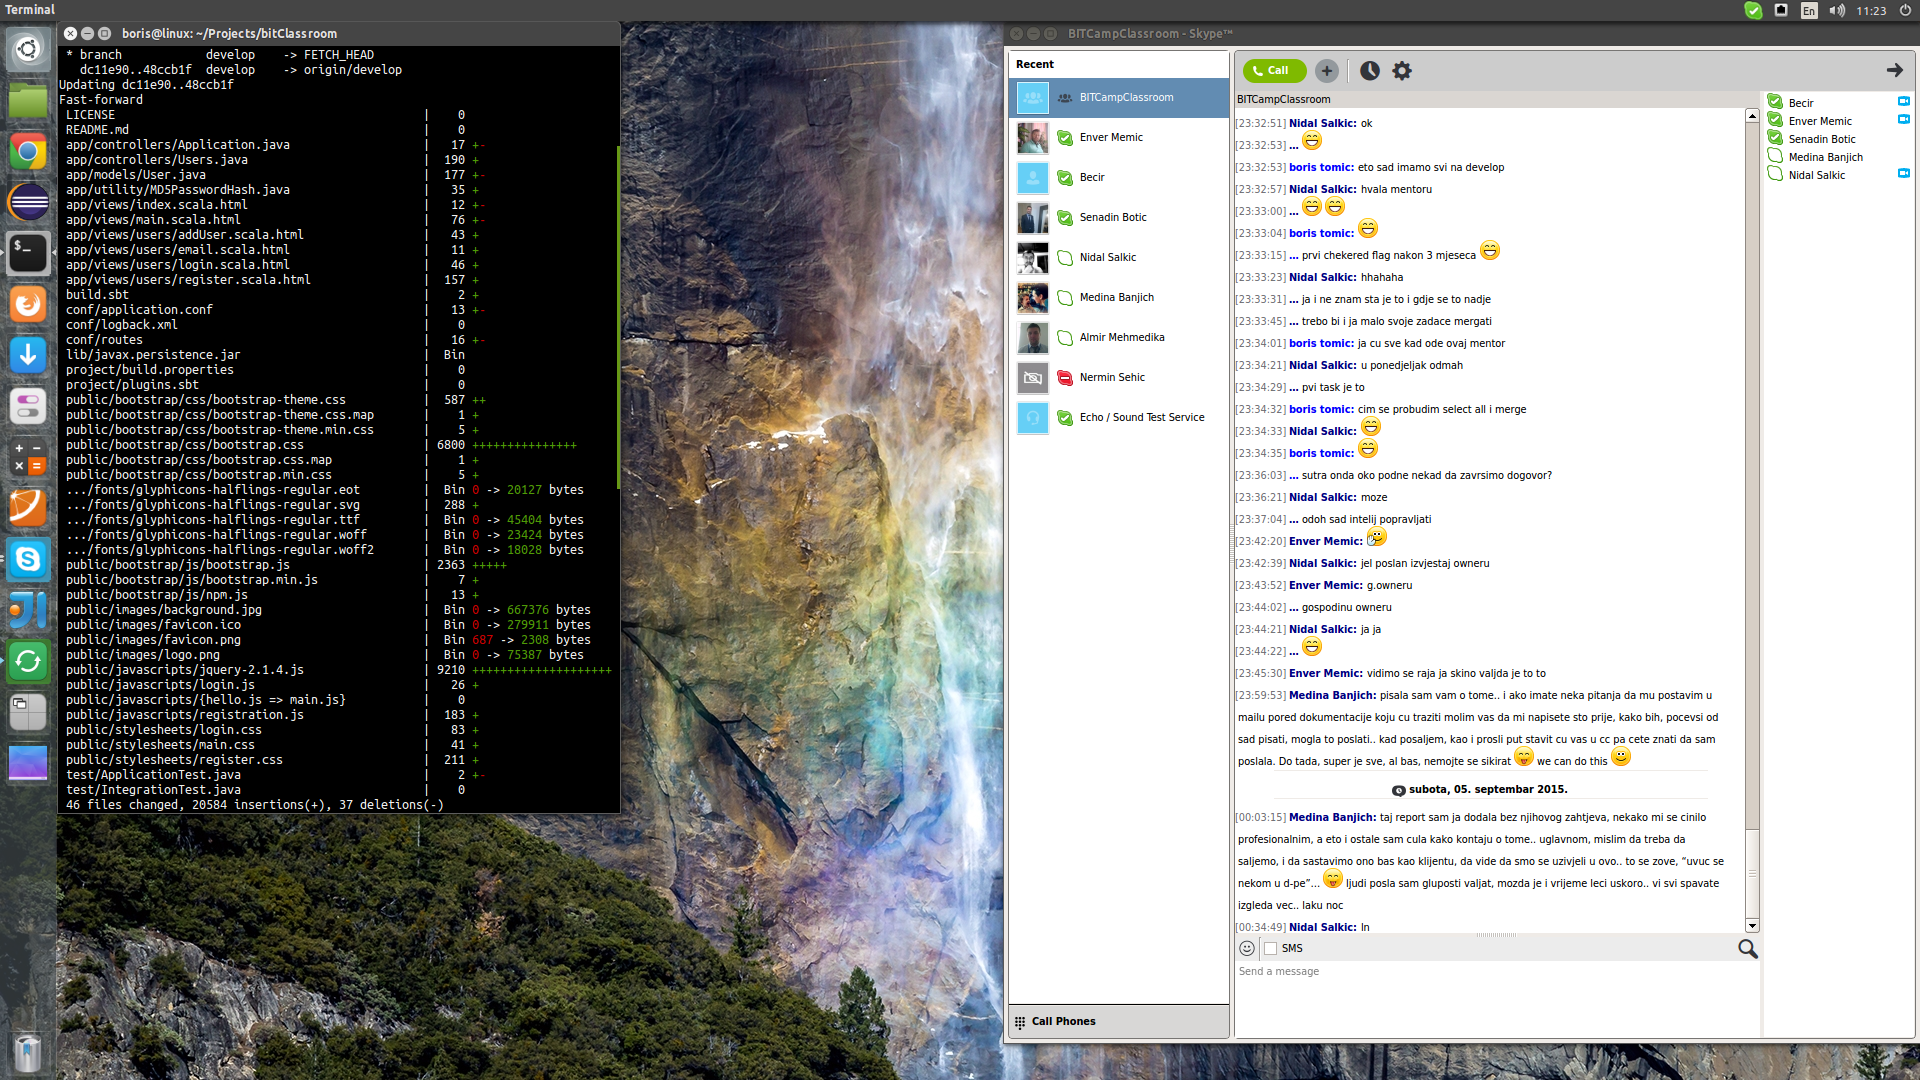 Terminal
En
11:23
boris@linux: ~/Projects/bitClassroom
* branch            develop    -> FETCH_HEAD
dc11e90..48ccb1f  develop    -> origin/develop
Updating dc11e90..48ccb1f
Fast-forward
LICENSE | 0
README.md | 0
app/controllers/Application.java | 17 +-
app/controllers/Users.java | 190 +
app/models/User.java | 177 +-
app/utility/MD5PasswordHash.java | 35 +
app/views/index.scala.html | 12 +-
app/views/main.scala.html | 76 +-
app/views/users/addUser.scala.html | 43 +
app/views/users/email.scala.html | 11 +
app/views/users/login.scala.html | 46 +
app/views/users/register.scala.html | 157 +
build.sbt | 2 +
conf/application.conf | 13 +-
conf/logback.xml | 0
conf/routes | 16 +-
lib/javax.persistence.jar | Bin
project/build.properties | 0
project/plugins.sbt | 0
public/bootstrap/css/bootstrap-theme.css | 587 ++
public/bootstrap/css/bootstrap-theme.css.map | 1 +
public/bootstrap/css/bootstrap-theme.min.css | 5 +
public/bootstrap/css/bootstrap.css | 6800 +++++++++++++++
public/bootstrap/css/bootstrap.css.map | 1 +
public/bootstrap/css/bootstrap.min.css | 5 +
.../fonts/glyphicons-halflings-regular.eot | Bin 0 -> 20127 bytes
.../fonts/glyphicons-halflings-regular.svg | 288 +
.../fonts/glyphicons-halflings-regular.ttf | Bin 0 -> 45404 bytes
.../fonts/glyphicons-halflings-regular.woff | Bin 0 -> 23424 bytes
.../fonts/glyphicons-halflings-regular.woff2 | Bin 0 -> 18028 bytes
public/bootstrap/js/bootstrap.js | 2363 +++++
public/bootstrap/js/bootstrap.min.js | 7 +
public/bootstrap/js/npm.js | 13 +
public/images/background.jpg | Bin 0 -> 667376 bytes
public/images/favicon.ico | Bin 0 -> 279911 bytes
public/images/favicon.png | Bin 687 -> 2308 bytes
public/images/logo.png | Bin 0 -> 75387 bytes
public/javascripts/jquery-2.1.4.js | 9210 ++++++++++++++++++++
public/javascripts/login.js | 26 +
public/javascripts/{hello.js => main.js} | 0
public/javascripts/registration.js | 183 +
public/stylesheets/login.css | 83 +
public/stylesheets/main.css | 41 +
public/stylesheets/register.css | 211 +
test/ApplicationTest.java | 2 +-
test/IntegrationTest.java | 0
46 files changed, 20584 insertions(+), 37 deletions(-)
BITCampClassroom - Skype™
Recent
BITCampClassroom
Enver Memic
Becir
Senadin Botic
Nidal Salkic
Medina Banjich
Almir Mehmedika
Nermin Sehic
Echo / Sound Test Service
Call Phones
Call
BITCampClassroom
[23:32:51] Nidal Salkic: ok
[23:32:53] ...
[23:32:53] boris tomic: eto sad imamo svi na develop
[23:32:57] Nidal Salkic: hvala mentoru
[23:33:00] ...
[23:33:04] boris tomic:
[23:33:15] ... prvi chekered flag nakon 3 mjeseca
[23:33:23] Nidal Salkic: hhahaha
[23:33:31] ... ja i ne znam sta je to i gdje se to nadje
[23:33:45] ... trebo bi i ja malo svoje zadace mergati
[23:34:01] boris tomic: ja cu sve kad ode ovaj mentor
[23:34:21] Nidal Salkic: u ponedjeljak odmah
[23:34:29] ... pvi task je to
[23:34:32] boris tomic: cim se probudim select all i merge
[23:34:33] Nidal Salkic:
[23:34:35] boris tomic:
[23:36:03] ... sutra onda oko podne nekad da zavrsimo dogovor?
[23:36:21] Nidal Salkic: moze
[23:37:04] ... odoh sad intelij popravljati
[23:42:20] Enver Memic:
[23:42:39] Nidal Salkic: jel poslan izvjestaj owneru
[23:43:52] Enver Memic: g.owneru
[23:44:02] ... gospodinu owneru
[23:44:21] Nidal Salkic: ja ja
[23:44:22] ...
[23:45:30] Enver Memic: vidimo se raja ja skino valjda je to to
[23:59:53] Medina Banjich: pisala sam vam o tome.. i ako imate neka pitanja da mu postavim u
mailu pored dokumentacije koju cu traziti molim vas da mi napisete sto prije, kako bih, pocevsi od
sad pisati, mogla to poslati.. kad posaljem, kao i prosli put stavit cu vas u cc pa cete znati da sam
poslala. Do tada, super je sve, al bas, nemojte se sikirat we can do this
subota, 05. septembar 2015.
[00:03:15] Medina Banjich: taj report sam ja dodala bez njihovog zahtjeva, nekako mi se cinilo
profesionalnim, a eto i ostale sam cula kako kontaju o tome.. uglavnom, mislim da treba da
saljemo, i da sastavimo ono bas kao klijentu, da vide da smo se uzivjeli u ovo.. to se zove, “uvuc se
nekom u d-pe”... ljudi posla sam gluposti valjat, mozda je i vrijeme leci uskoro.. vi svi spavate
izgleda vec.. laku noc
[00:34:49] Nidal Salkic: ln
SMS
Send a message
Becir
Enver Memic
Senadin Botic
Medina Banjich
Nidal Salkic